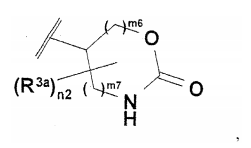 ( )m6
O
(R3a)n2
( )m7
O
N
H
,